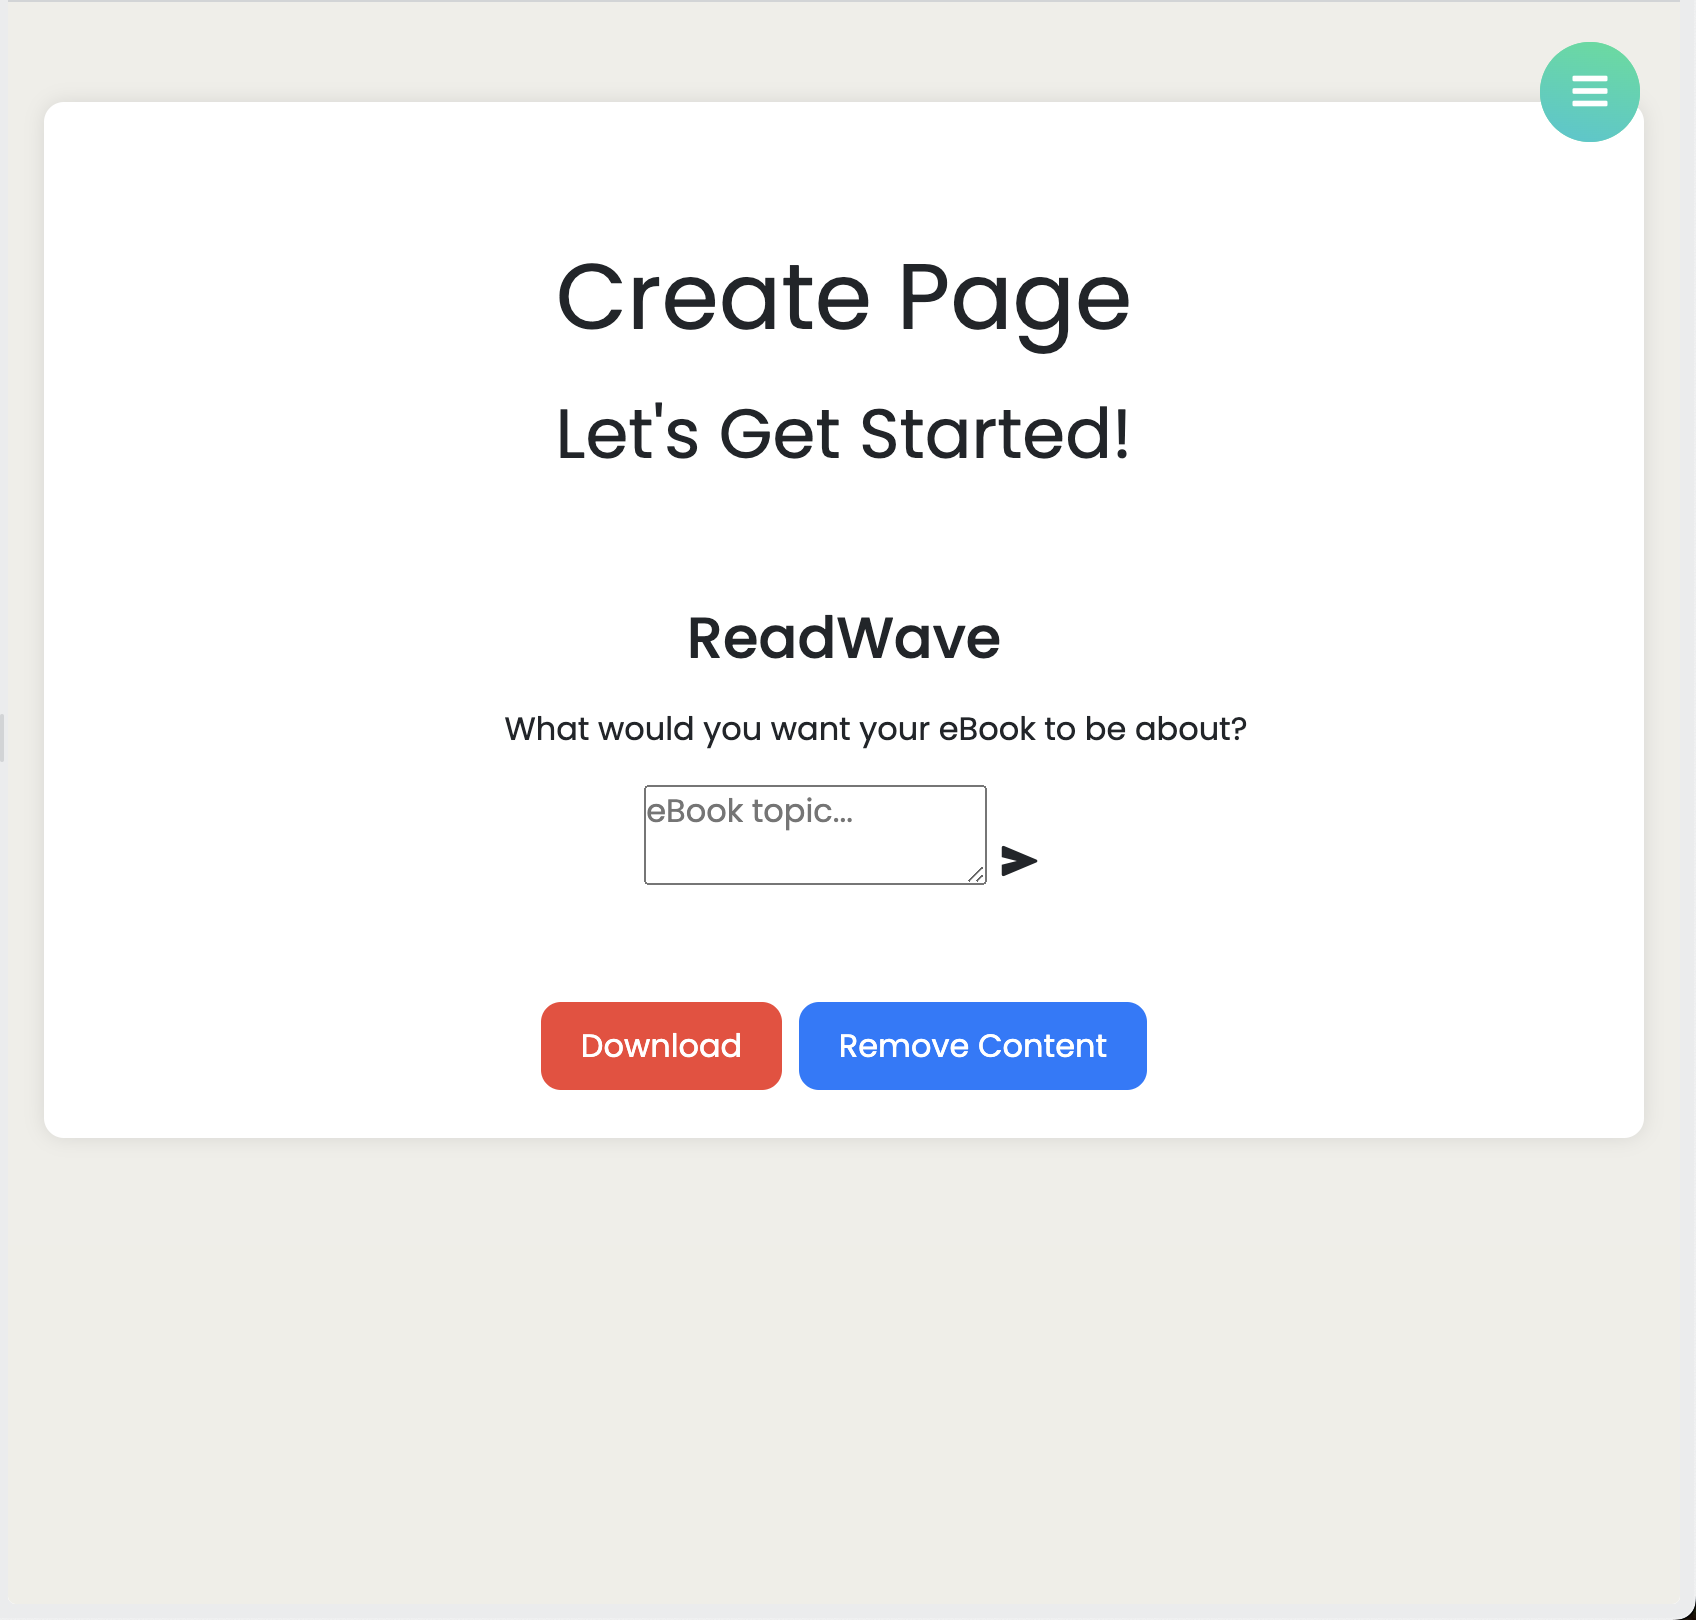 Create Page
Let's Get Started!
ReadWave
What would you want your eBook to be about?
eBook topic...
Download
Remove Content